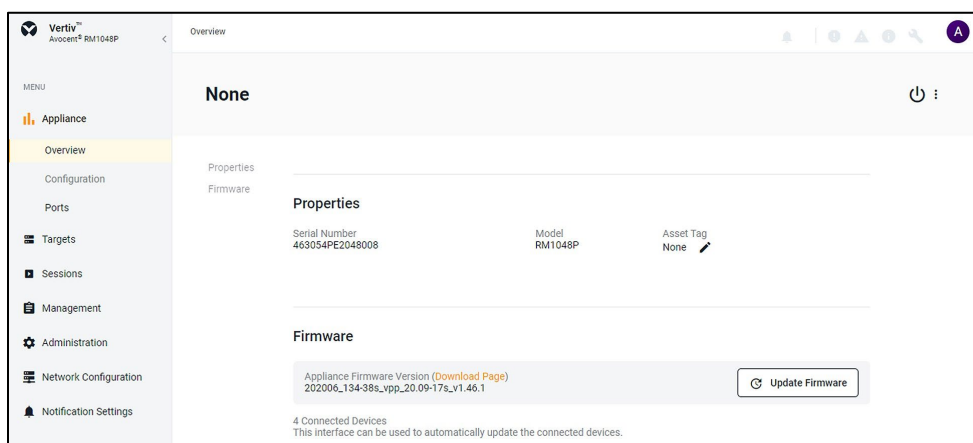 Vertiv™
Avocent® RM1048P
Overview
A
MENU
None
Appliance
Overview
Configuration
Ports
Targets
Sessions
Management
Administration
Network Configuration
Notification Settings
Properties
Firmware
Properties
Serial Number
463054PE2048008
Model
RM1048P
Asset Tag
None
Firmware
Appliance Firmware Version (Download Page)
202006_134-38s_vpp_20.09-17s_v1.46.1
Update Firmware
4 Connected Devices
This interface can be used to automatically update the connected devices.